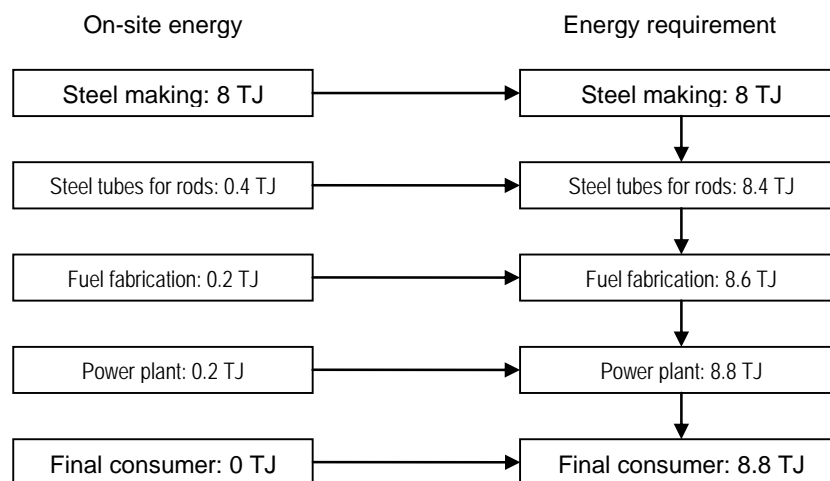 On-site energy
Energy requirement
Steel making: 8 TJ
Steel making: 8 TJ
Steel tubes for rods: 0.4 TJ
Steel tubes for rods: 8.4 TJ
Fuel fabrication: 0.2 TJ
Fuel fabrication: 8.6 TJ
Power plant: 0.2 TJ
Power plant: 8.8 TJ
Final consumer: 0 TJ
Final consumer: 8.8 TJ